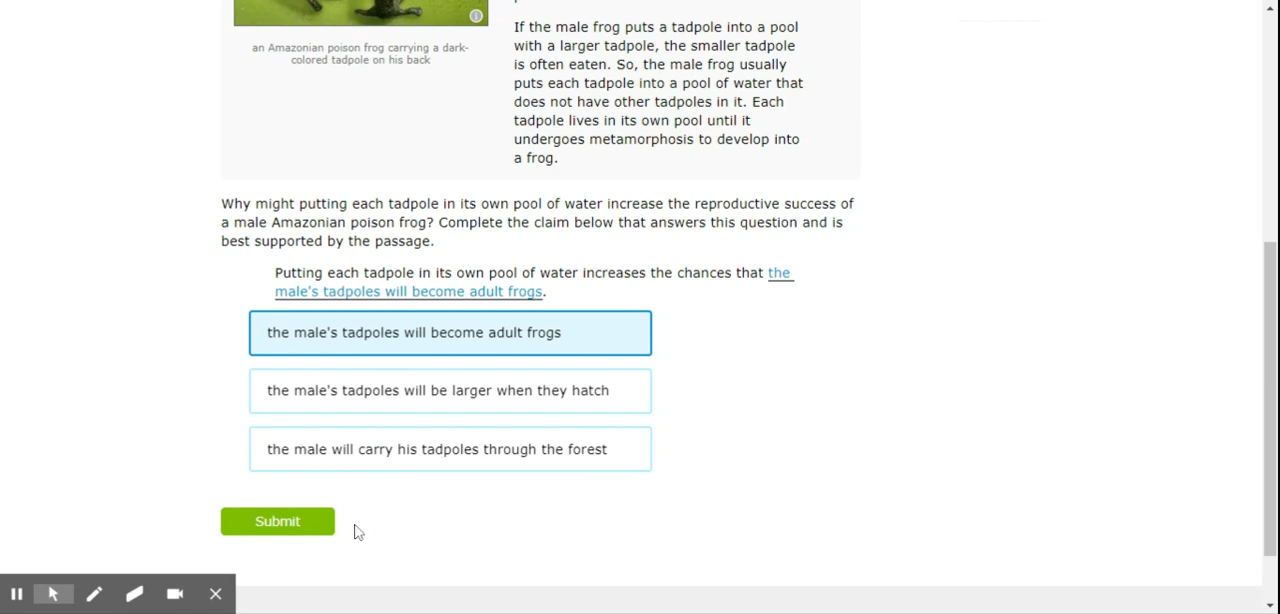 an Amazonian poison frog carrying a dark-
colored tadpole on his back
If the male frog puts a tadpole into a pool
with a larger tadpole, the smaller tadpole
is often eaten. So, the male frog usually
puts each tadpole into a pool of water that
does not have other tadpoles in it. Each
tadpole lives in its own pool until it
undergoes metamorphosis to develop into
a frog.
Why might putting each tadpole in its own pool of water increase the reproductive success of
a male Amazonian poison frog? Complete the claim below that answers this question and is
best supported by the passage.
Putting each tadpole in its own pool of water increases the chances that the
male's tadpoles will become adult frogs.
the male's tadpoles will become adult frogs
the male's tadpoles will be larger when they hatch
the male will carry his tadpoles through the forest
Submit